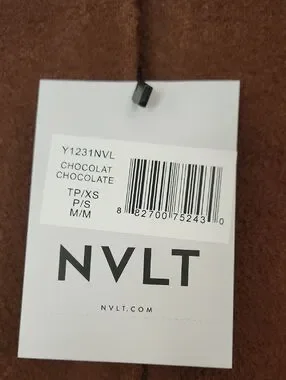 Y1231NVL
CHOCOLAT
CHOCOLATE
TP/XS
P/S
M/M
8 82700 75243 0
NVLT
NVLT.COM